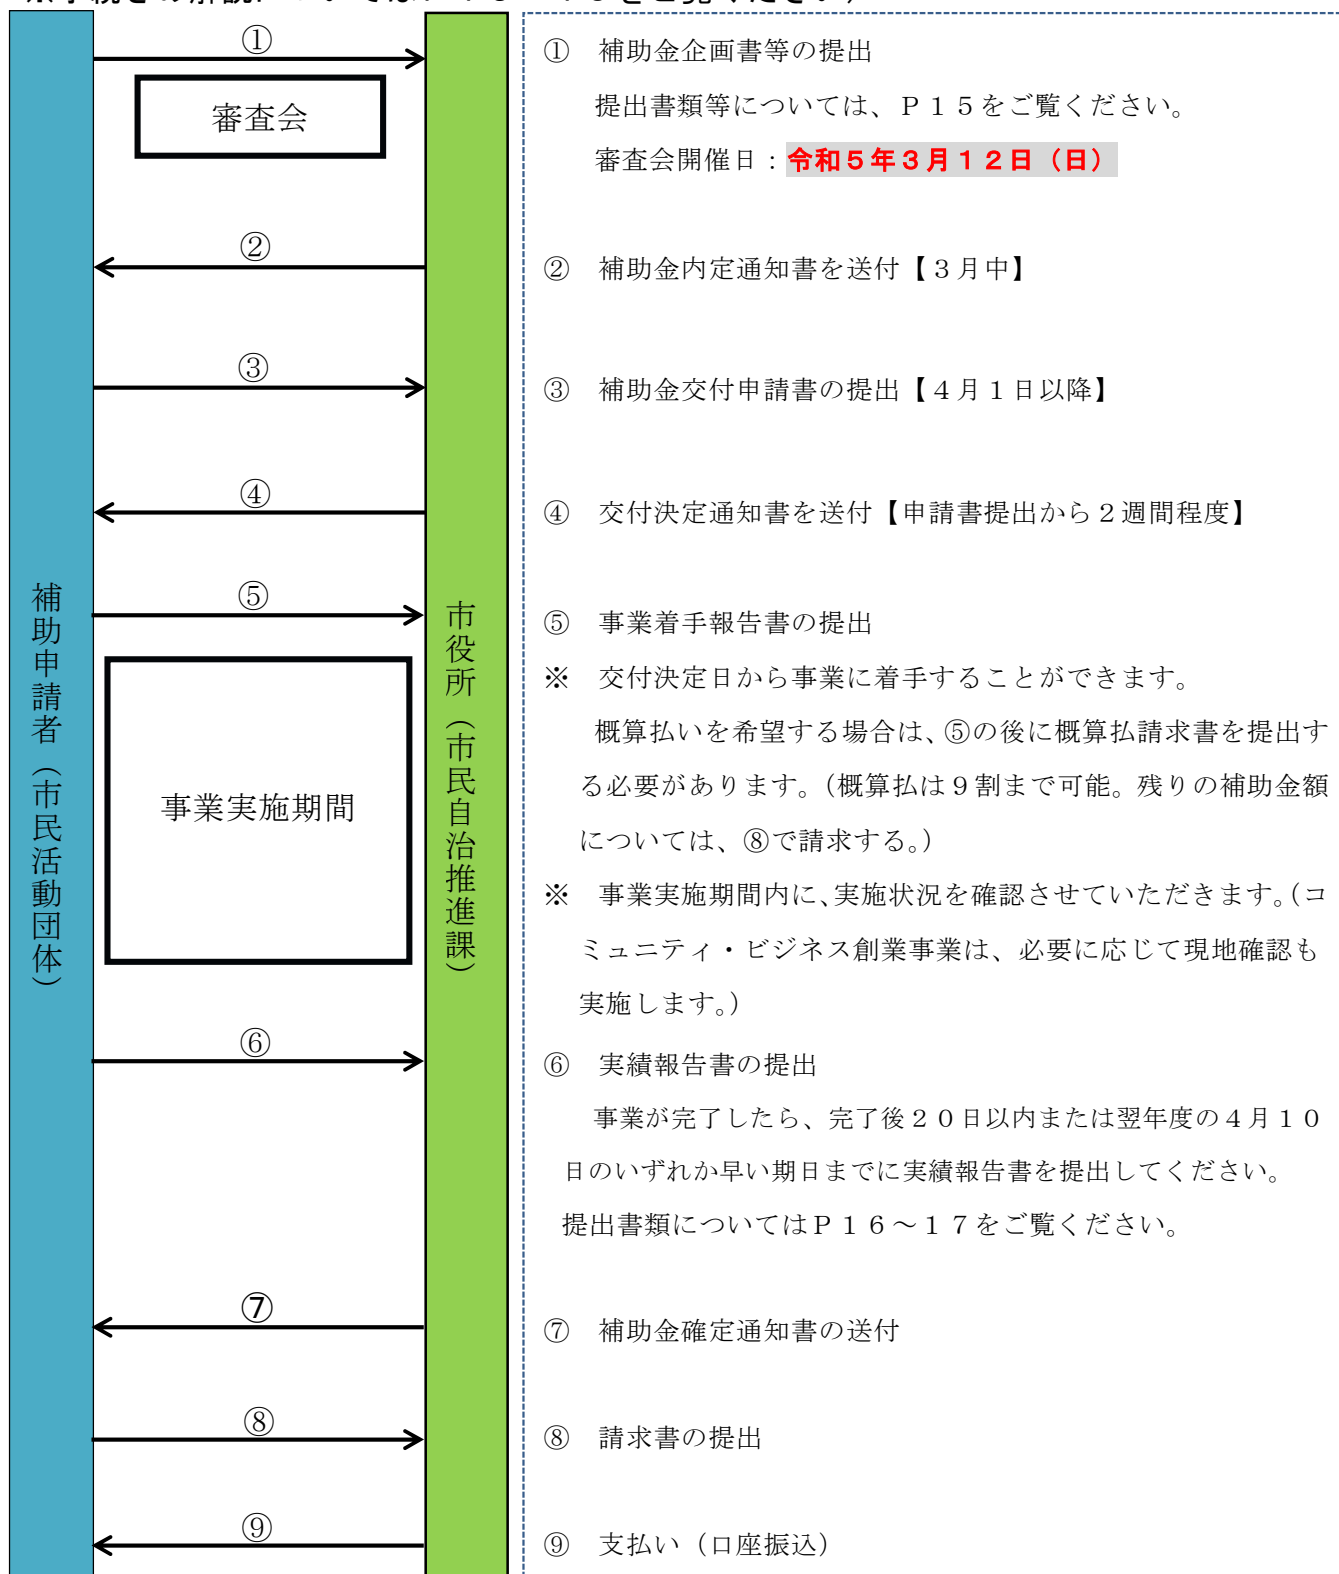 ①
審査会
②
③
④
⑤
事業実施期間
⑥
⑦
⑧
⑨
補助申請者（市民活動団体）
市役所（市民自治推進課）
① 補助金企画書等の提出
提出書類等については、Ｐ１５をご覧ください。
審査会開催日：令和５年３月１２日（日）
② 補助金内定通知書を送付【３月中】
③ 補助金交付申請書の提出【４月１日以降】
④ 交付決定通知書を送付【申請書提出から２週間程度】
⑤ 事業着手報告書の提出
※ 交付決定日から事業に着手することができます。
概算払いを希望する場合は、⑤の後に概算払請求書を提出す
る必要があります。（概算払は９割まで可能。残りの補助金額
については、⑧で請求する。）
※ 事業実施期間内に、実施状況を確認させていただきます。（コ
ミュニティ・ビジネス創業事業は、必要に応じて現地確認も
実施します。）
⑥ 実績報告書の提出
事業が完了したら、完了後２０日以内または翌年度の４月１０
日のいずれか早い期日までに実績報告書を提出してください。
提出書類についてはＰ１６～１７をご覧ください。
⑦ 補助金確定通知書の送付
⑧ 請求書の提出
⑨ 支払い（口座振込）